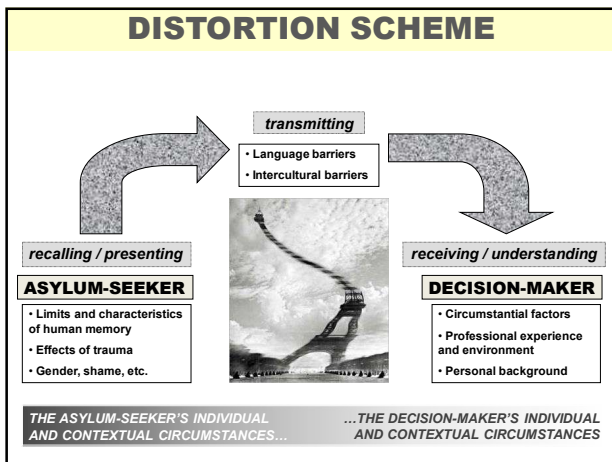 DISTORTION SCHEME
transmitting
• Language barriers
• Intercultural barriers
recalling / presenting
receiving / understanding
ASYLUM-SEEKER
• Limits and characteristics
of human memory
• Effects of trauma
• Gender, shame, etc.
DECISION-MAKER
• Circumstantial factors
• Professional experience
and environment
• Personal background
THE ASYLUM-SEEKER'S INDIVIDUAL
AND CONTEXTUAL CIRCUMSTANCES…
…THE DECISION-MAKER'S INDIVIDUAL
AND CONTEXTUAL CIRCUMSTANCES